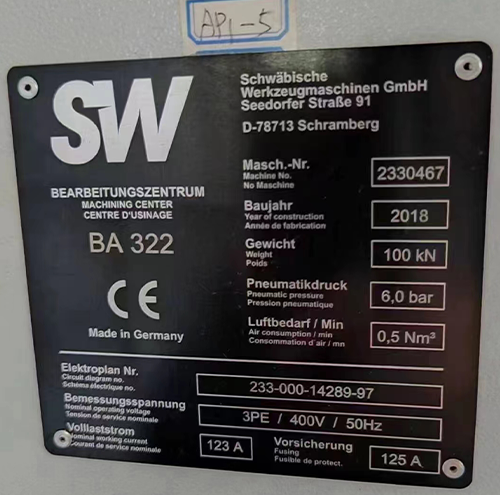 AP1-5
SW
Schwäbische
Werkzeugmaschinen GmbH
Seedorfer Straße 91
D-78713 Schramberg
BEARBEITUNGSZENTRUM
MACHINING CENTER
CENTRE D'USINAGE
BA 322
CE
Made in Germany
Masch.-Nr.
Machine No.
No Maschine
2330467
Baujahr
Year of construction
Année de fabrication
2018
Gewicht
Weight
Poids
100 kN
Pneumatikdruck
Pneumatic pressure
Pression pneumatique
6,0 bar
Luftbedarf / Min
Air consumption / min
Consommation d'air / mn
0,5 Nm³
Elektroplan Nr.
Circuit diagram no.
Schéma électrique no.
233-000-14289-97
Bemessungsspannung
Nominal operating voltage
Tension de service nominale
3PE / 400V / 50Hz
Volllaststrom
Nominal working current
Courant de service nominale
123 A
Vorsicherung
Fusing
Fusible de protect.
125 A